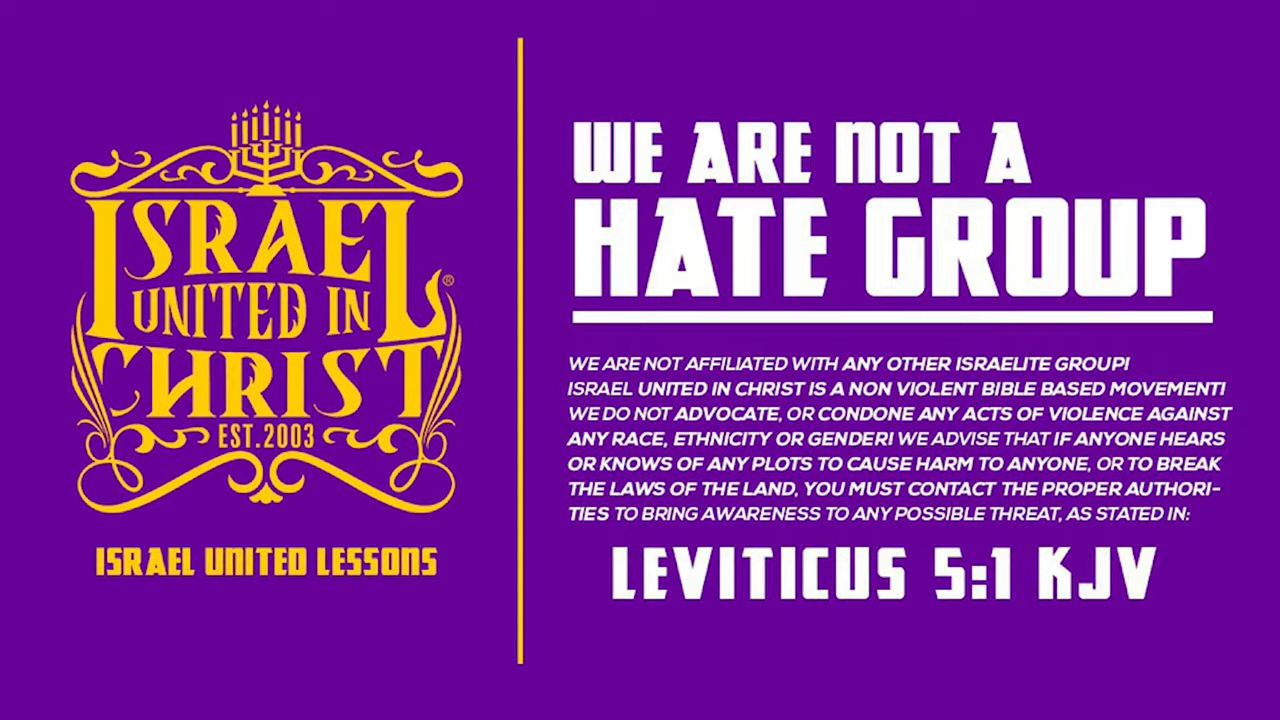 ISRAEL
UNITED IN
CHRIST
EST.2003
ISRAEL UNITED LESSONS
WE ARE NOT A
HATE GROUP
WE ARE NOT AFFILIATED WITH ANY OTHER ISRAELITE GROUP!
ISRAEL UNITED IN CHRIST IS A NON VIOLENT BIBLE BASED MOVEMENT!
WE DO NOT ADVOCATE, OR CONDONE ANY ACTS OF VIOLENCE AGAINST
ANY RACE, ETHNICITY OR GENDER! WE ADVISE THAT IF ANYONE HEARS
OR KNOWS OF ANY PLOTS TO CAUSE HARM TO ANYONE, OR TO BREAK
THE LAWS OF THE LAND, YOU MUST CONTACT THE PROPER AUTHORI-
TIES TO BRING AWARENESS TO ANY POSSIBLE THREAT, AS STATED IN:
LEVITICUS 5:1 KJV